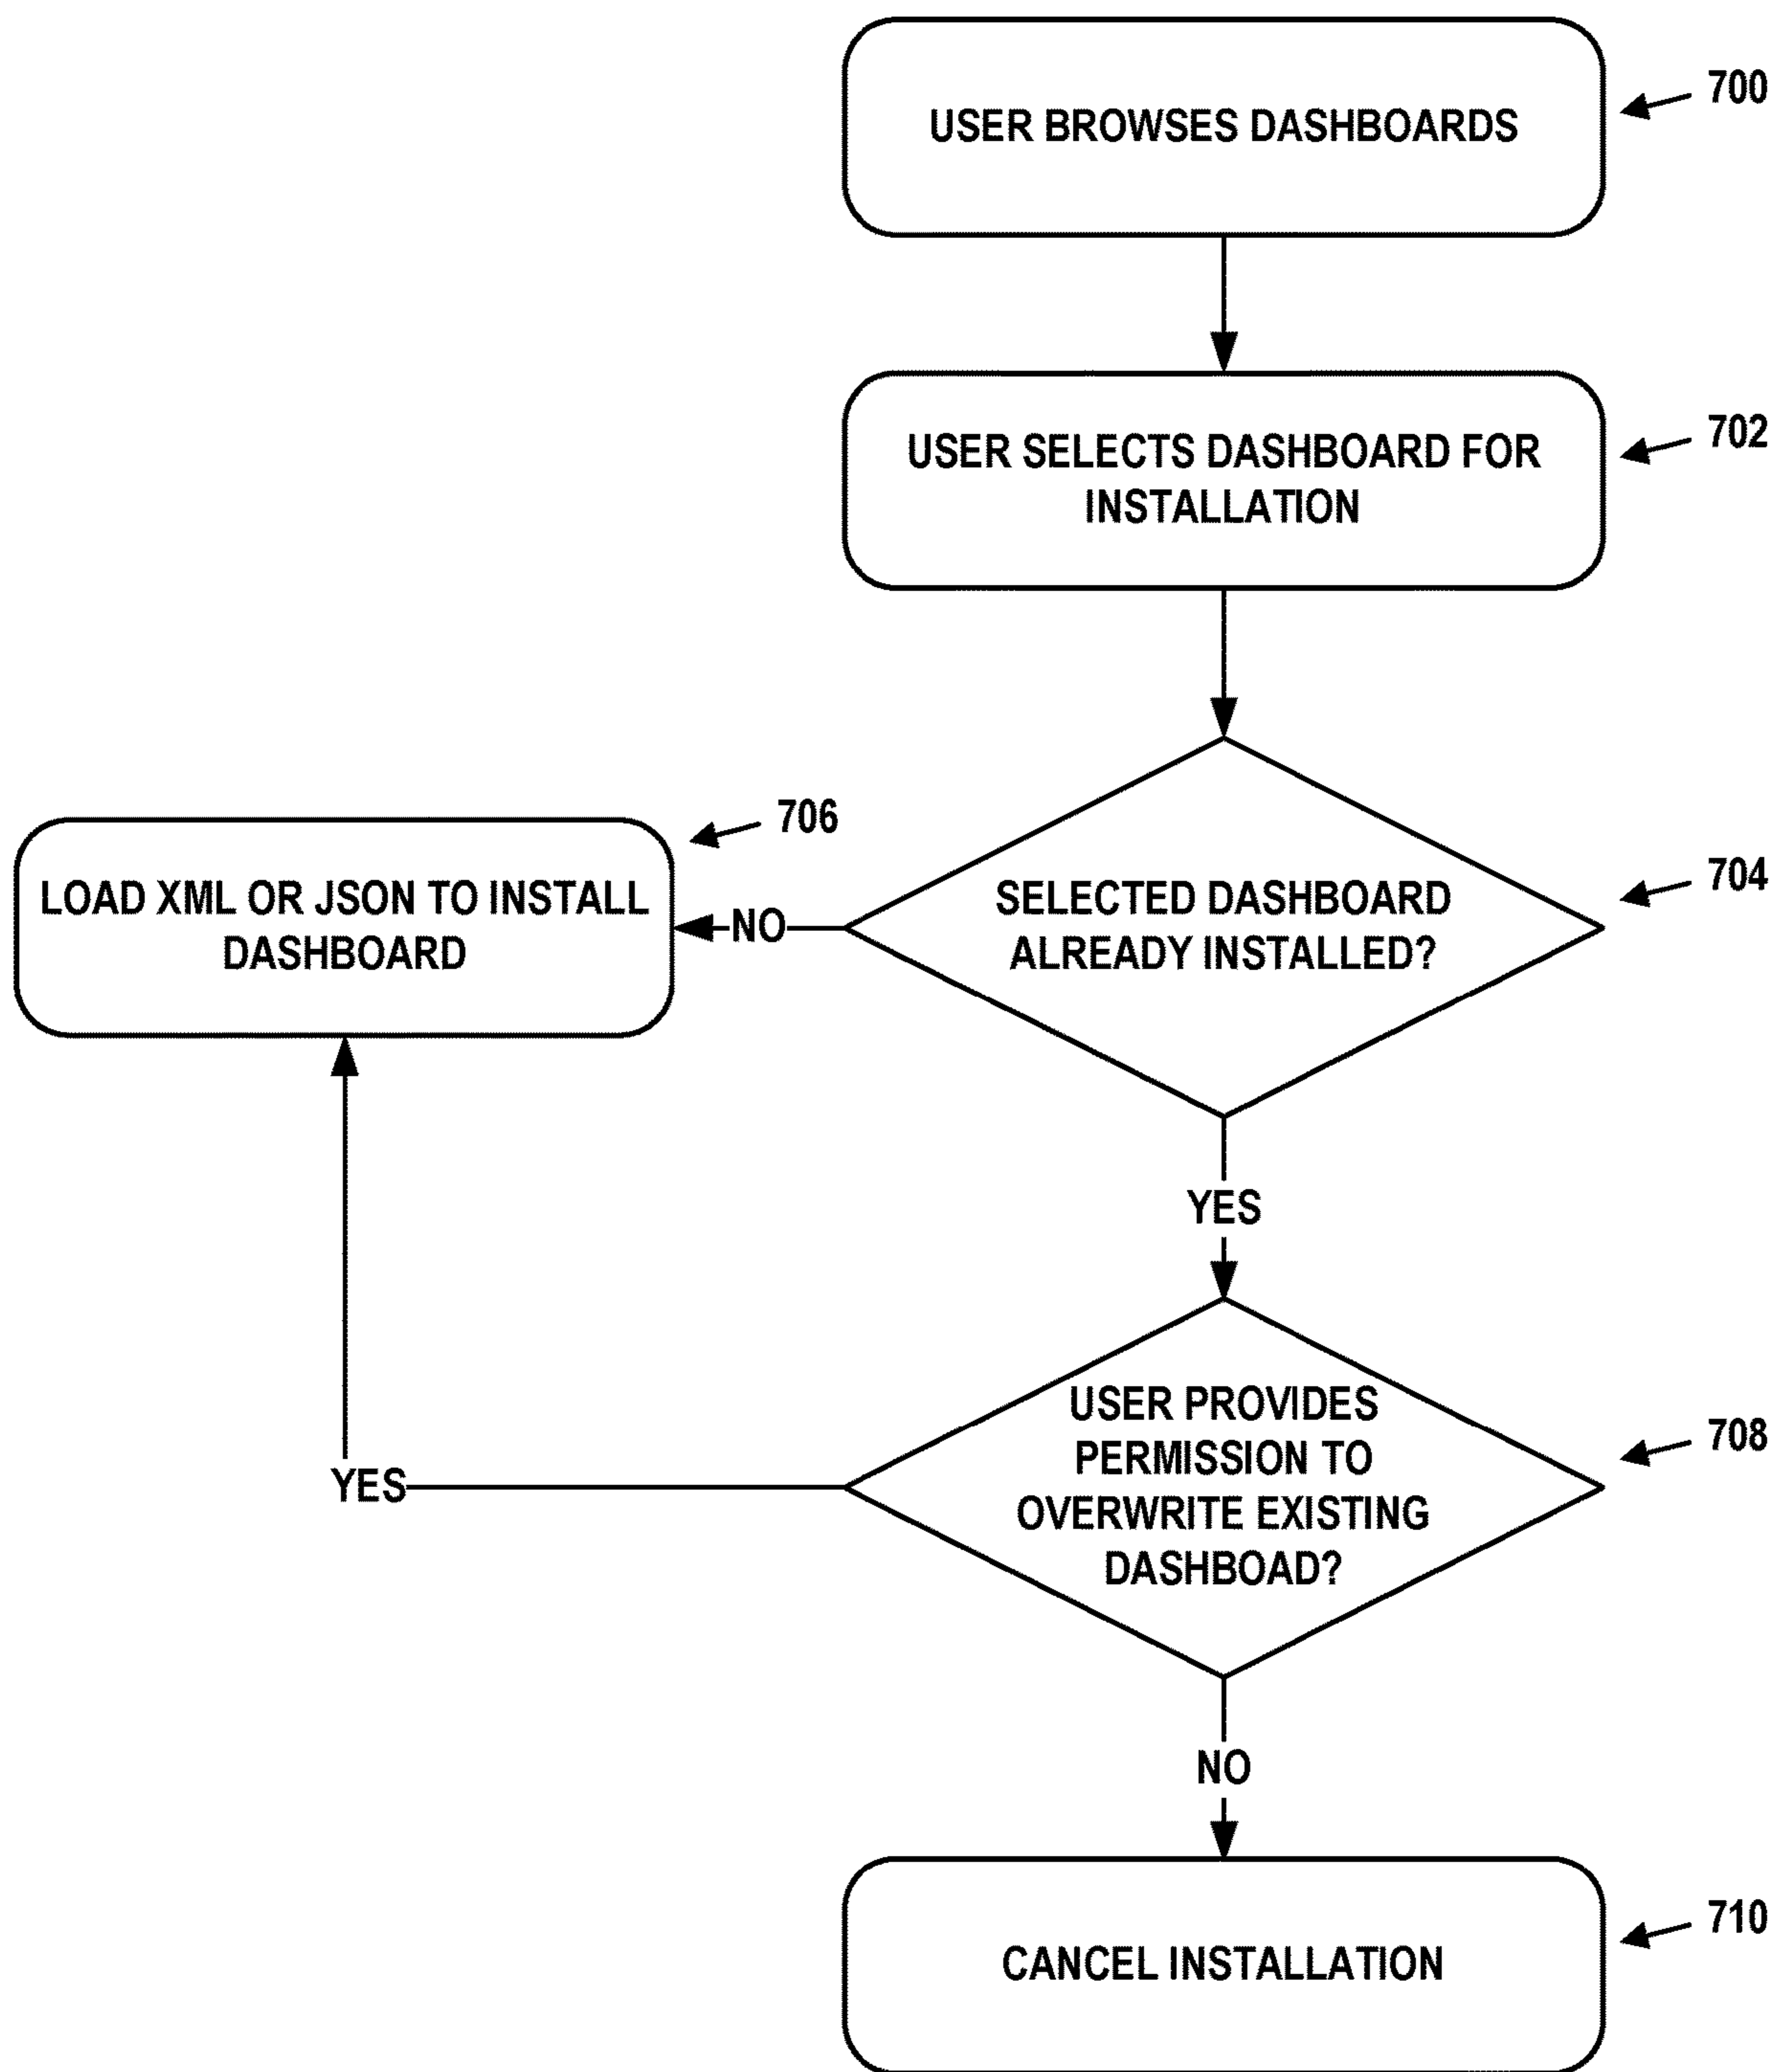 USER BROWSES DASHBOARDS
700
USER SELECTS DASHBOARD FOR
INSTALLATION
702
SELECTED DASHBOARD
ALREADY INSTALLED?
704
NO
706
LOAD XML OR JSON TO INSTALL
DASHBOARD
YES
USER PROVIDES
PERMISSION TO
OVERWRITE EXISTING
DASHBOAD?
708
YES
NO
CANCEL INSTALLATION
710